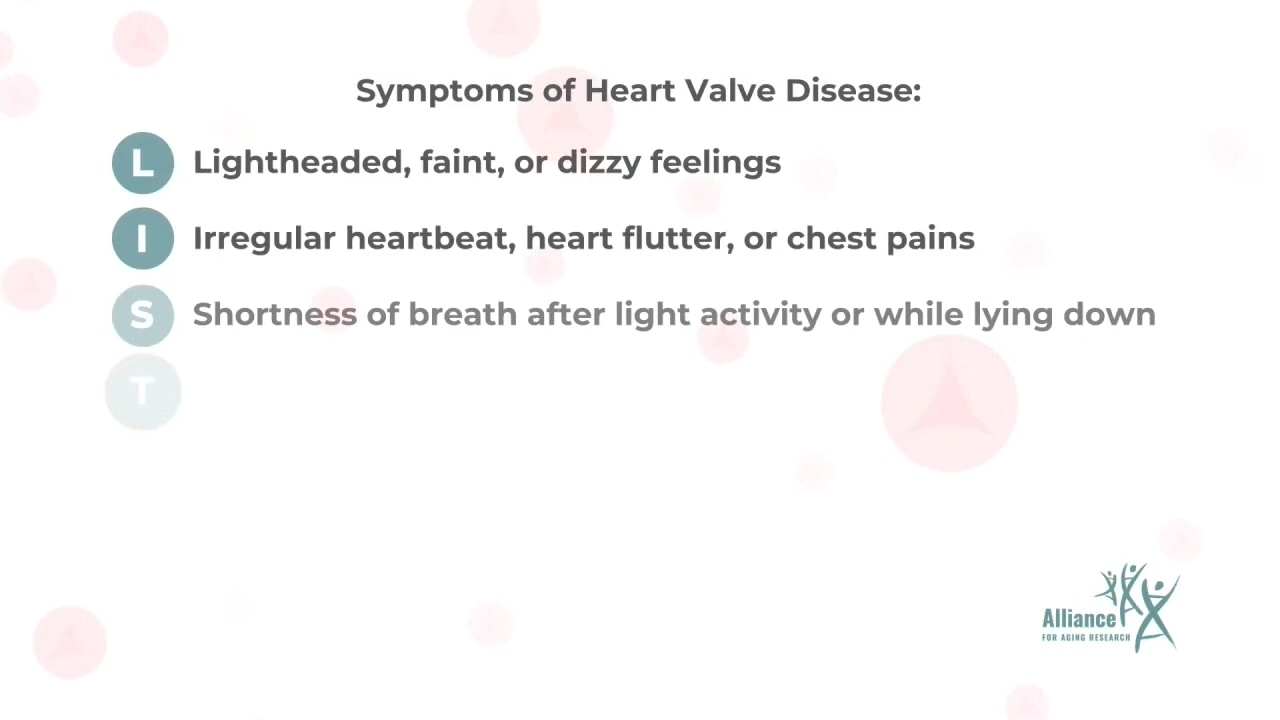 Symptoms of Heart Valve Disease:
L Lightheaded, faint, or dizzy feelings
I Irregular heartbeat, heart flutter, or chest pains
S Shortness of breath after light activity or while lying down
T
Alliance
FOR AGING RESEARCH